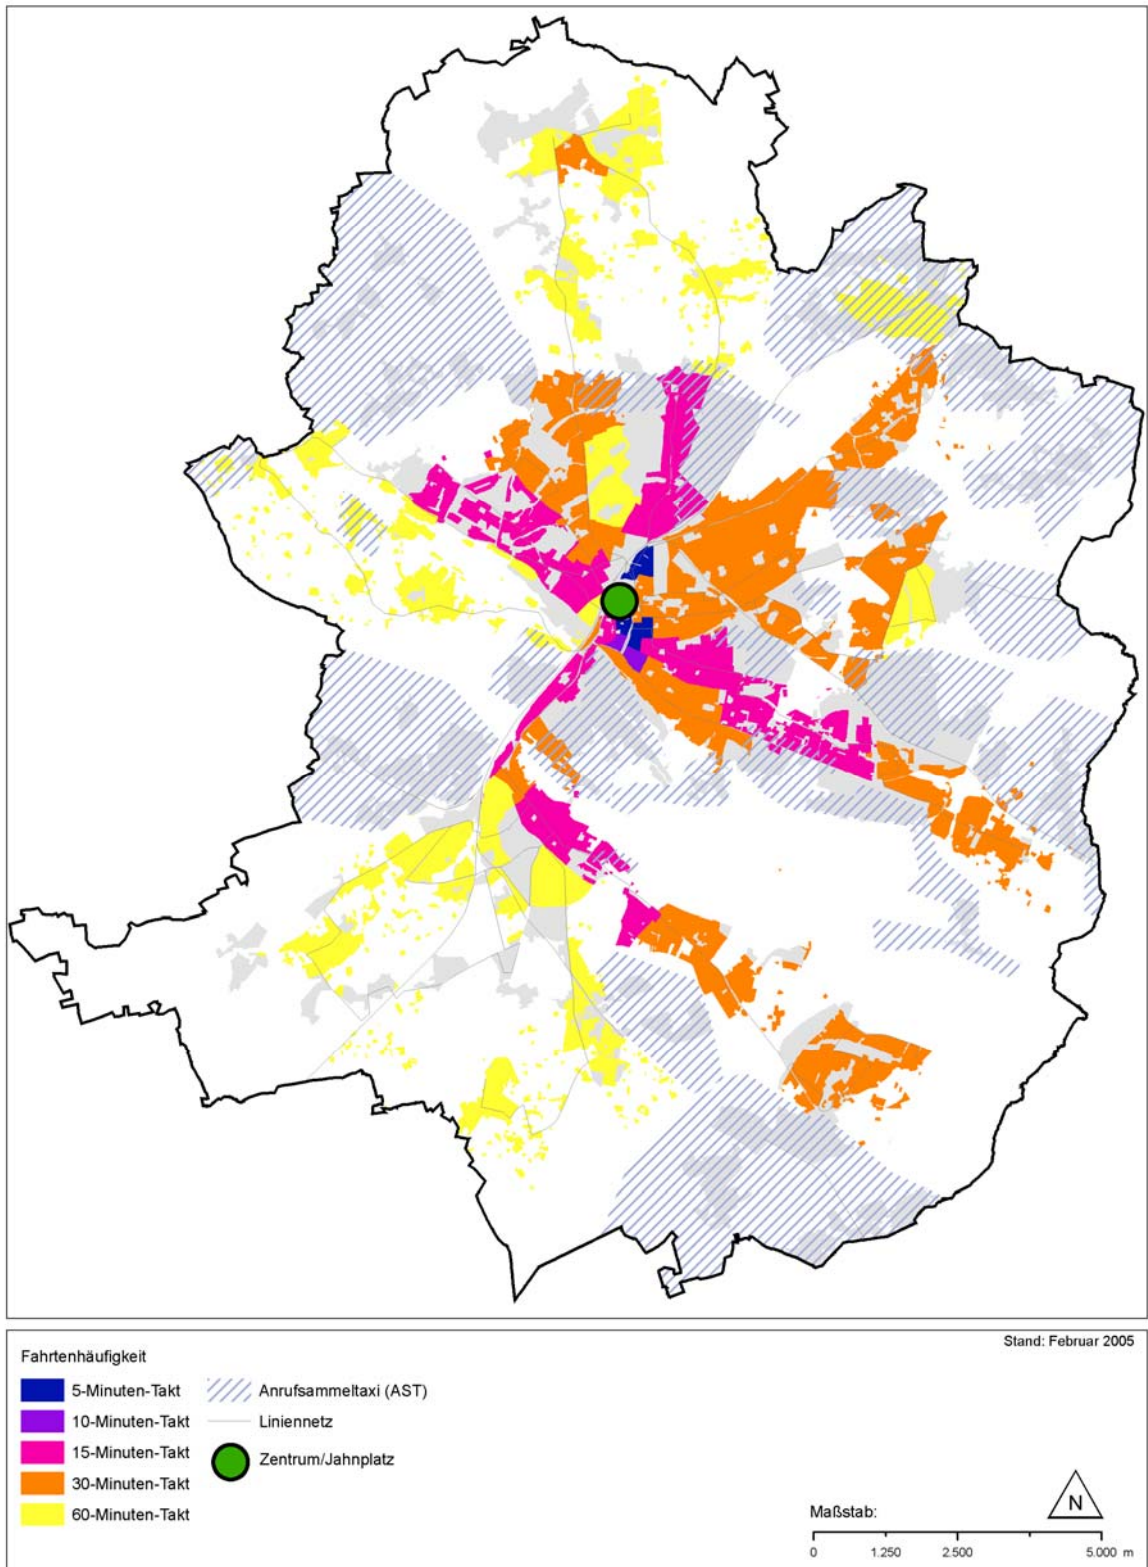 Stand: Februar 2005
Fahrtenhäufigkeit
5-Minuten-Takt
10-Minuten-Takt
15-Minuten-Takt
30-Minuten-Takt
60-Minuten-Takt
Anrufsammeltaxi (AST)
Liniennetz
Zentrum/Jahnplatz
Maßstab:
N
0 1.250 2.500 5.000 m